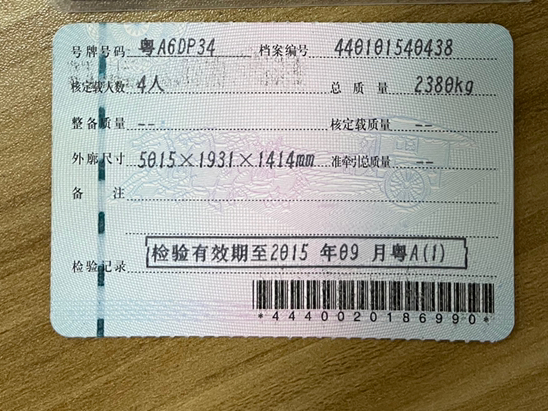 号牌号码 粤A6DP34 档案编号 440101540438
核定载人数 4人 总质量 2380kg
整备质量 -- 核定载质量 --
外廓尺寸 5015×1931×1414mm 准牵引总质量 --
备注
检验记录 检验有效期至2015年09月粤A(1)
*4440020186990*